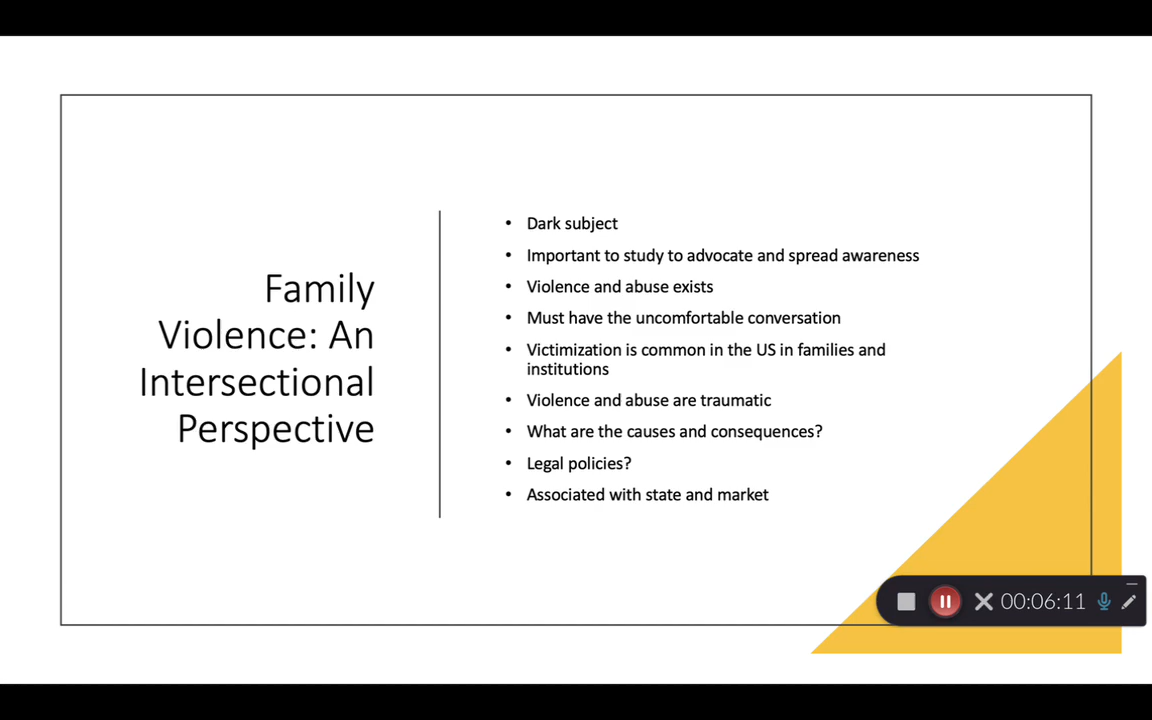 Family
Violence: An
Intersectional
Perspective
• Dark subject
• Important to study to advocate and spread awareness
• Violence and abuse exists
• Must have the uncomfortable conversation
• Victimization is common in the US in families and
institutions
• Violence and abuse are traumatic
• What are the causes and consequences?
• Legal policies?
• Associated with state and market
00:06:11